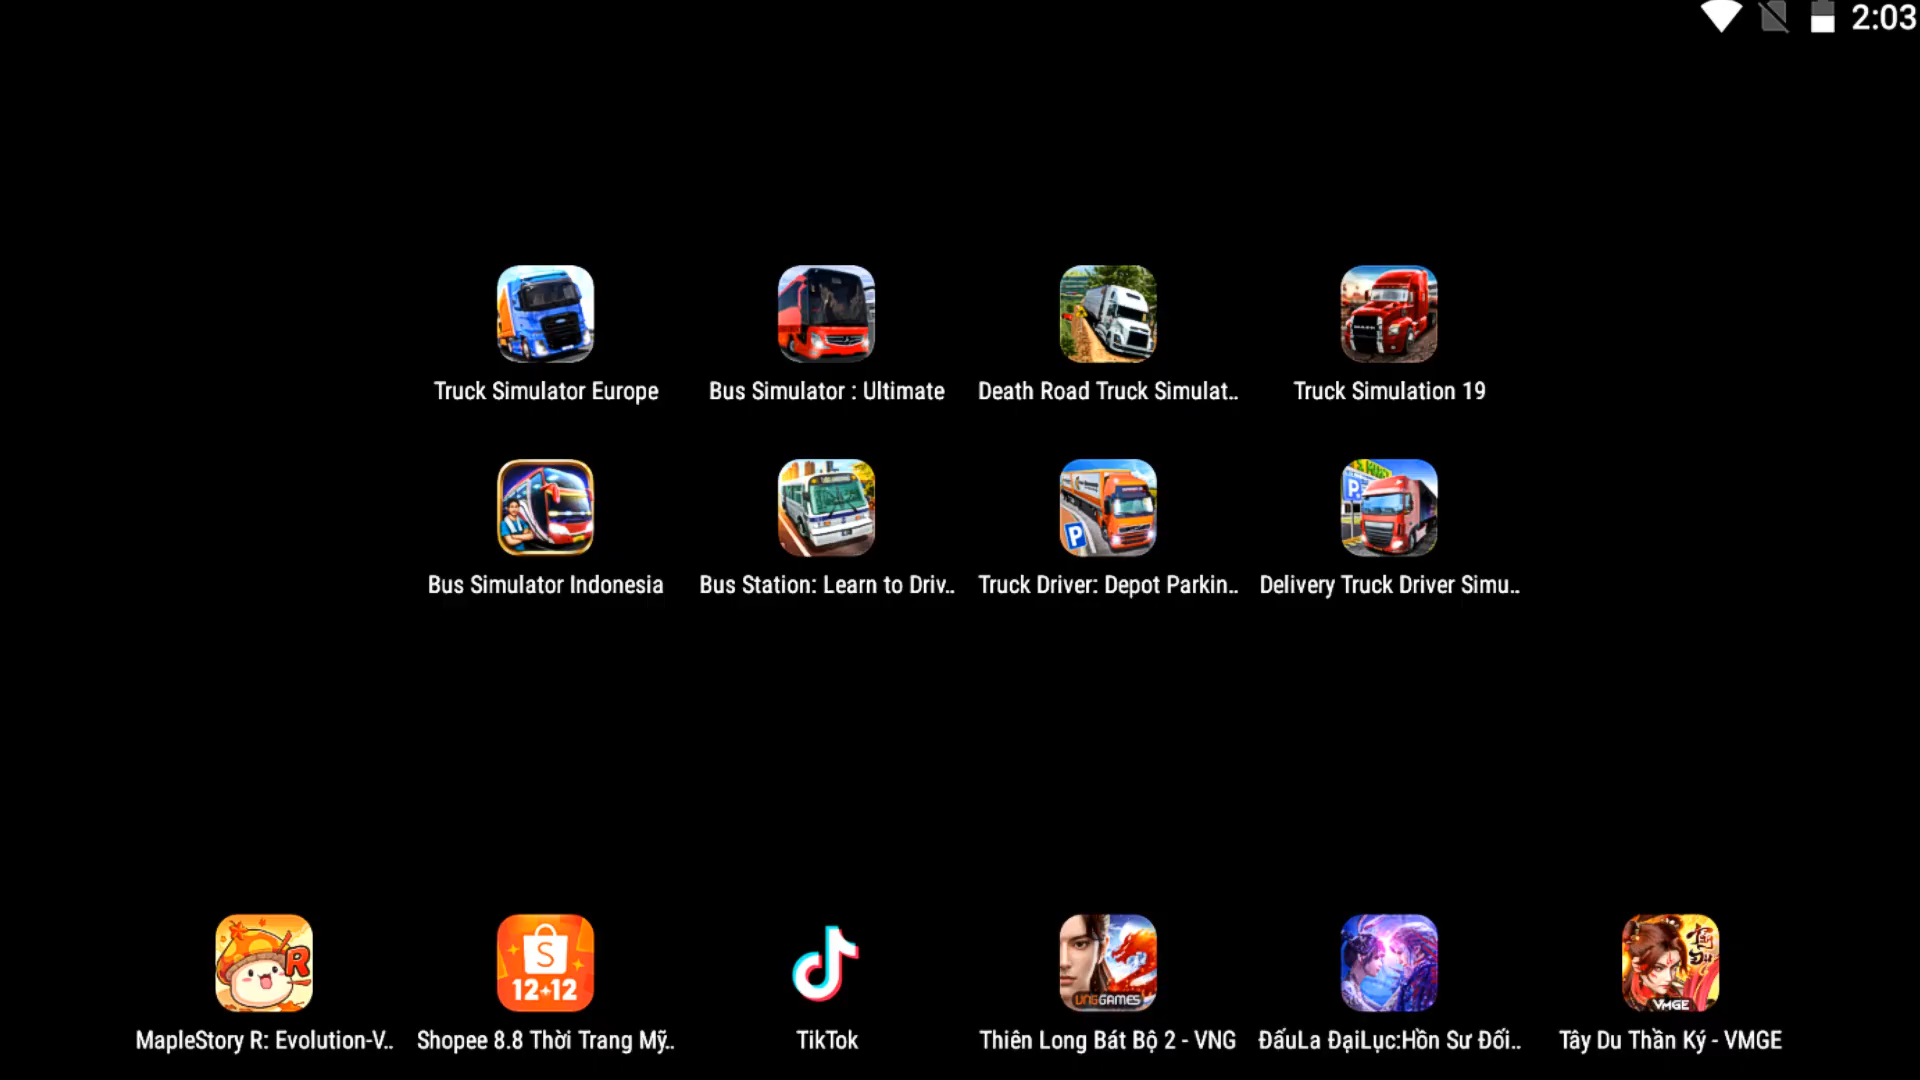 2:03
Truck Simulator Europe
Bus Simulator : Ultimate
Death Road Truck Simulat..
Truck Simulation 19
Bus Simulator Indonesia
Bus Station: Learn to Driv..
Truck Driver: Depot Parkin..
Delivery Truck Driver Simu..
P
P
R
S
12+12
VNGGAMES
VMGE
MapleStory R: Evolution-V..
Shopee 8.8 Thời Trang Mỹ..
TikTok
Thiên Long Bát Bộ 2 - VNG
ĐấuLa ĐạiLục:Hồn Sư Đối..
Tây Du Thần Ký - VMGE